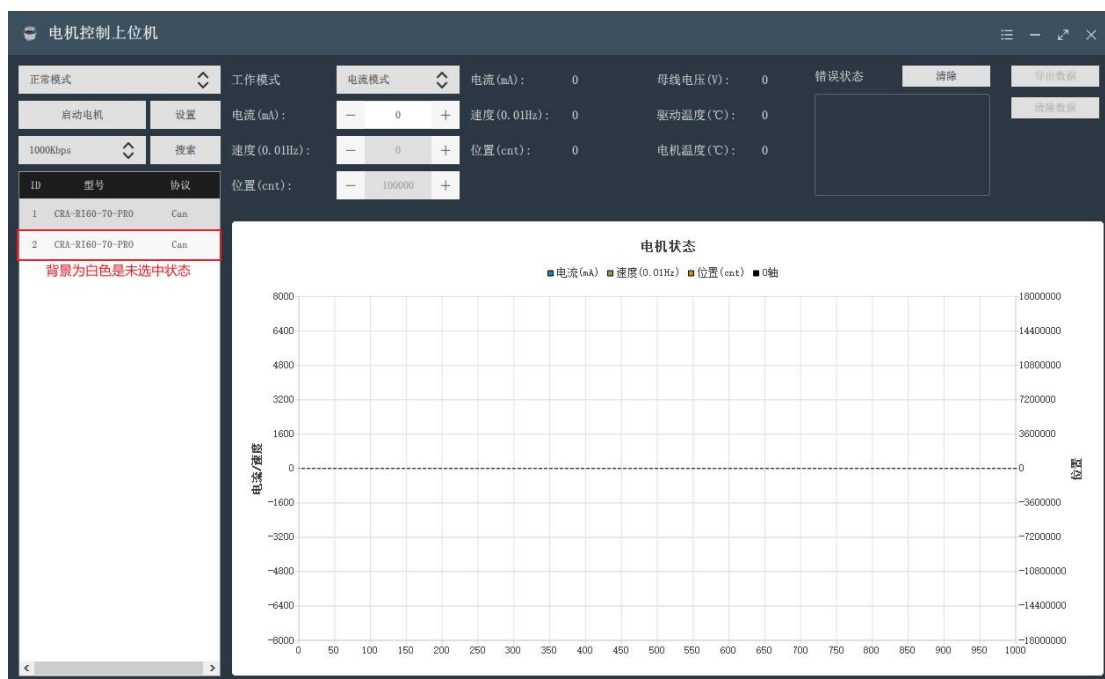 电机控制上位机
正常模式
启动电机 设置
1000Kbps 搜索
ID 型号 协议
1 CRA-RI60-70-PRO Can
2 CRA-RI60-70-PRO Can
背景为白色是未选中状态
工作模式 电流模式
电流(mA): 0
速度(0.01Hz): 0
位置(cnt): 100000
电流(mA): 0
速度(0.01Hz): 0
位置(cnt): 0
母线电压(V): 0
驱动温度(℃): 0
电机温度(℃): 0
错误状态 清除
导出数据
清除数据
电机状态
电流(mA) 速度(0.01Hz) 位置(cnt) 0轴
电流/速度
8000
6400
4800
3200
1600
0
-1600
-3200
-4800
-6400
-8000
0 50 100 150 200 250 300 350 400 450 500 550 600 650 700 750 800 850 900 950 1000
18000000
14400000
10800000
7200000
3600000
0
-3600000
-7200000
-10800000
-14400000
-18000000
位置